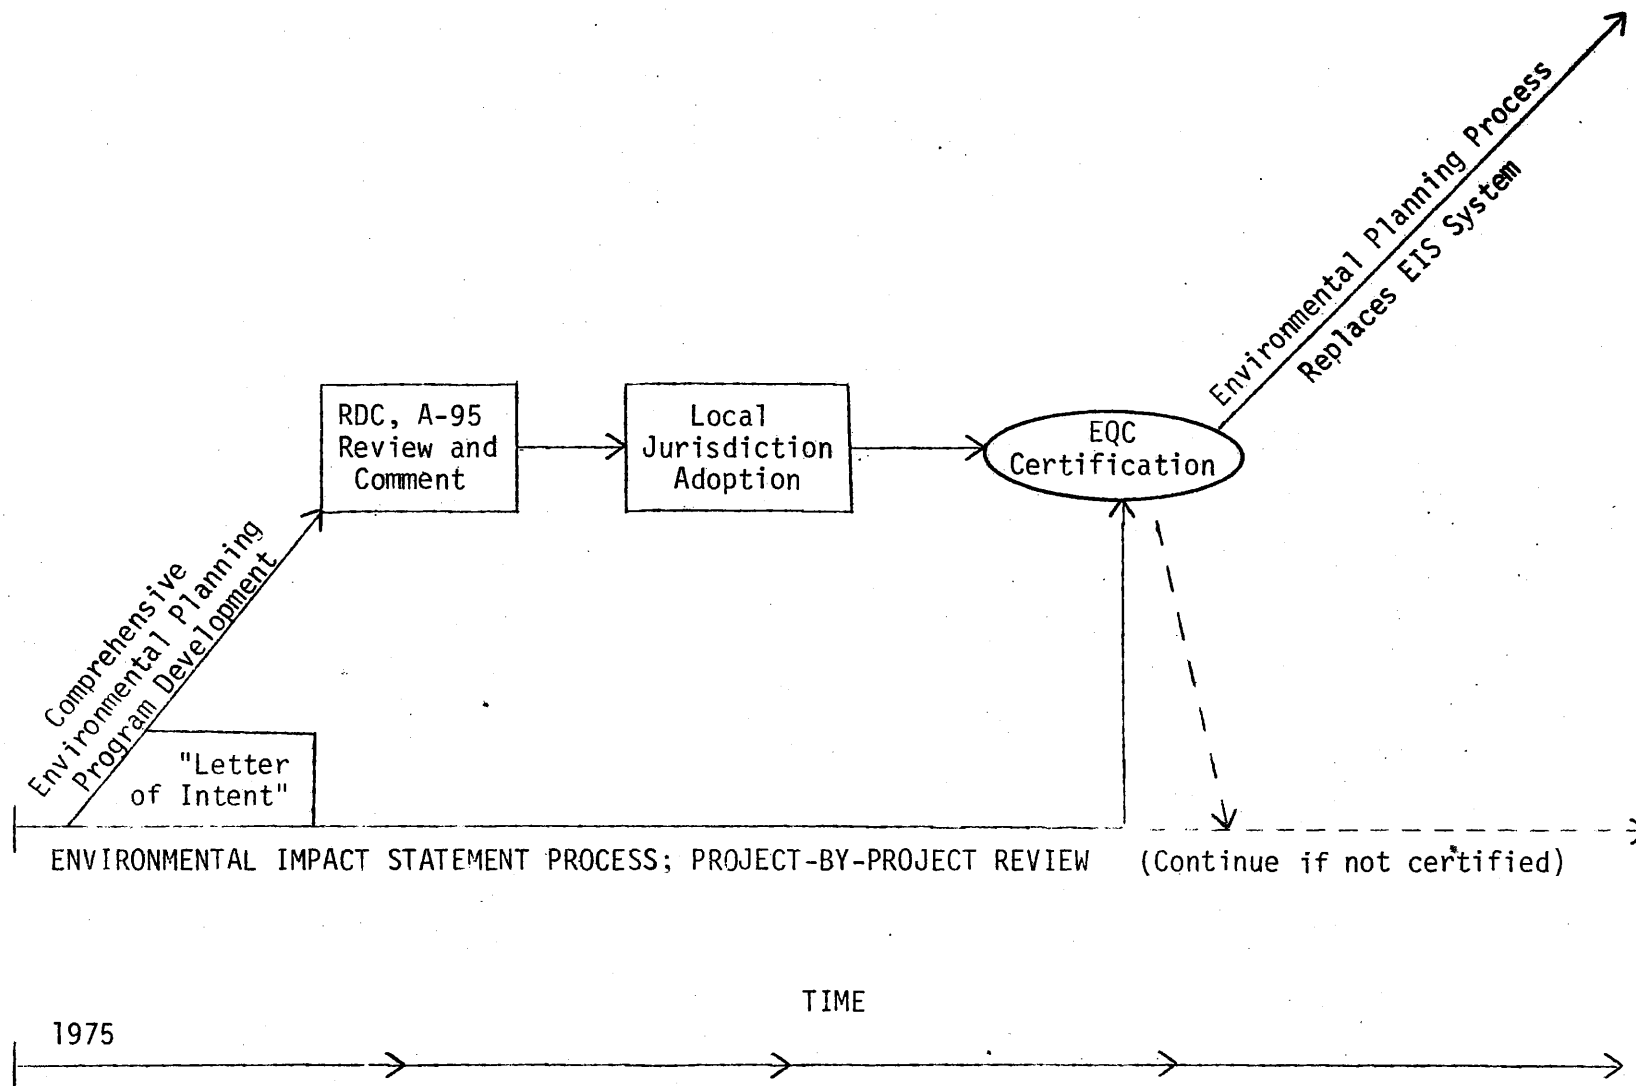 Environmental Planning Process
Replaces EIS System
RDC, A-95
Review and
Comment
Local
Jurisdiction
Adoption
EQC
Certification
Comprehensive
Environmental Planning
Program Development
"Letter
of Intent"
ENVIRONMENTAL IMPACT STATEMENT PROCESS; PROJECT-BY-PROJECT REVIEW (Continue if not certified)
TIME
1975